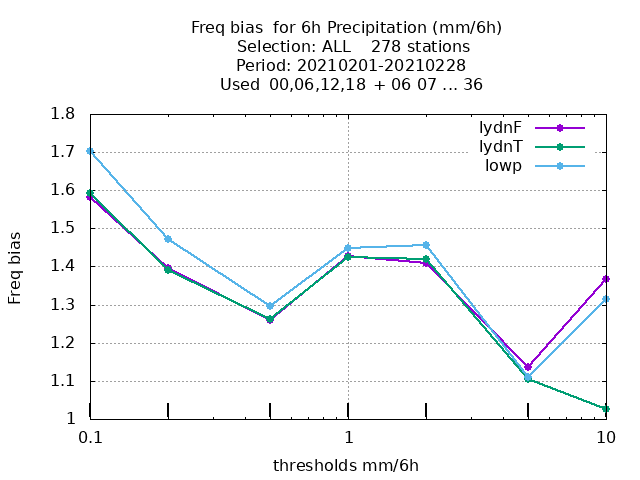 Freq bias  for 6h Precipitation (mm/6h)
Selection: ALL    278 stations
Period: 20210201-20210228
Used  00,06,12,18  + 06 07 ... 36
lydnF
lydnT
lowp
1.8
1.7
1.6
1.5
1.4
1.3
1.2
1.1
1
Freq bias
0.1 1 10
thresholds mm/6h